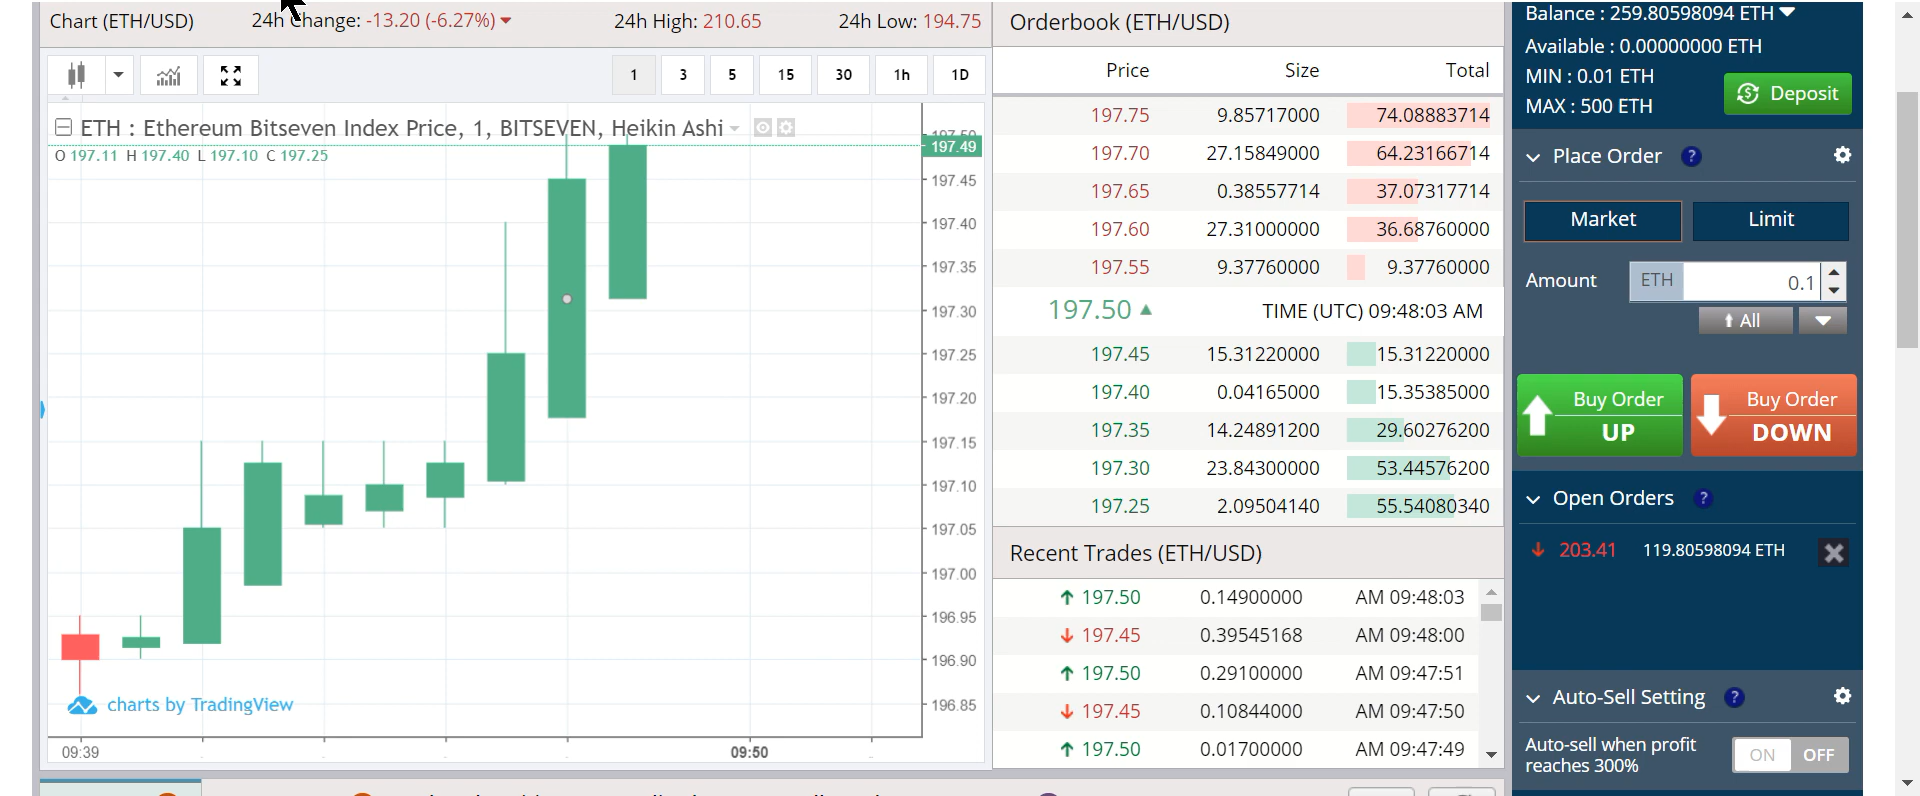 Chart (ETH/USD) 24h Change: -13.20 (-6.27%) 24h High: 210.65 24h Low: 194.75
1 3 5 15 30 1h 1D
ETH : Ethereum Bitseven Index Price, 1, BITSEVEN, Heikin Ashi
O 197.11 H 197.40 L 197.10 C 197.25
197.50
197.49
197.45
197.40
197.35
197.30
197.25
197.20
197.15
197.10
197.05
197.00
196.95
196.90
196.85
charts by TradingView
09:39 09:50
Orderbook (ETH/USD)
Price Size Total
197.75 9.85717000 74.08883714
197.70 27.15849000 64.23166714
197.65 0.38557714 37.07317714
197.60 27.31000000 36.68760000
197.55 9.37760000 9.37760000
197.50 TIME (UTC) 09:48:03 AM
197.45 15.31220000 15.31220000
197.40 0.04165000 15.35385000
197.35 14.24891200 29.60276200
197.30 23.84300000 53.44576200
197.25 2.09504140 55.54080340
Recent Trades (ETH/USD)
197.50 0.14900000 AM 09:48:03
197.45 0.39545168 AM 09:48:00
197.50 0.29100000 AM 09:47:51
197.45 0.10844000 AM 09:47:50
197.50 0.01700000 AM 09:47:49
Balance : 259.80598094 ETH
Available : 0.00000000 ETH
MIN : 0.01 ETH
MAX : 500 ETH
Deposit
Place Order ?
Market Limit
Amount ETH 0.1
All
Buy Order UP
Buy Order DOWN
Open Orders ?
203.41 119.80598094 ETH
Auto-Sell Setting ?
Auto-sell when profit
reaches 300%
ON OFF